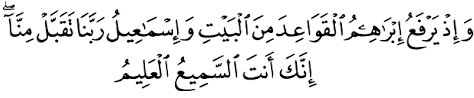 وَإِذْ يَرْفَعُ إِبْرَٰهِـۧمُ ٱلْقَوَاعِدَ مِنَ ٱلْبَيْتِ وَإِسْمَٰعِيلُ رَبَّنَا تَقَبَّلْ مِنَّآ ۖ
إِنَّكَ أَنتَ ٱلسَّمِيعُ ٱلْعَلِيمُ